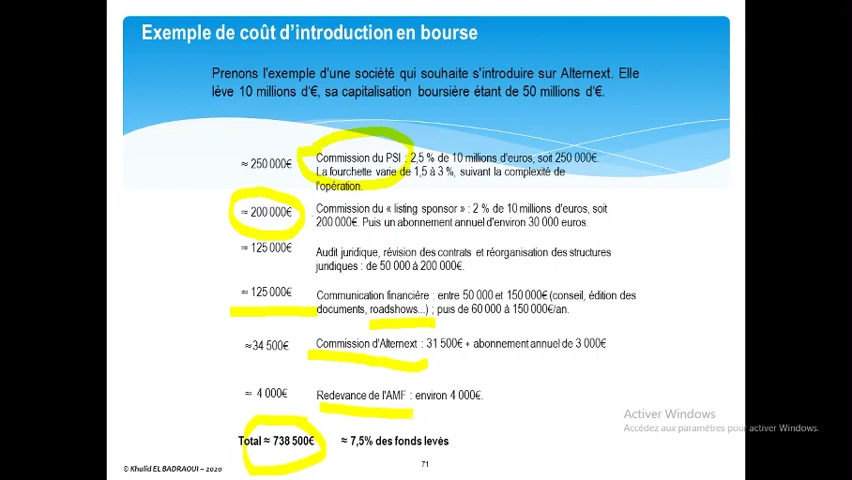 Exemple de coût d'introduction en bourse
Prenons l'exemple d'une société qui souhaite s'introduire sur Alternext. Elle
lève 10 millions d'€, sa capitalisation boursière étant de 50 millions d'€.
≈ 250 000€
Commission du PSI : 2,5 % de 10 millions d'euros, soit 250 000€.
La fourchette varie de 1,5 à 3 %, suivant la complexité de
l'opération.
≈ 200 000€
Commission du « listing sponsor » : 2 % de 10 millions d'euros, soit
200 000€. Puis un abonnement annuel d'environ 30 000 euros.
≈ 125 000€
Audit juridique, révision des contrats et réorganisation des structures
juridiques : de 50 000 à 200 000€.
≈ 125 000€
Communication financière : entre 50 000 et 150 000€ (conseil, édition des
documents, roadshows...) ; puis de 60 000 à 150 000€/an.
≈34 500€
Commission d'Alternext : 31 500€ + abonnement annuel de 3 000€
≈ 4 000€
Redevance de l'AMF : environ 4 000€.
Total ≈ 738 500€ ≈ 7,5% des fonds levés
Activer Windows
Accédez aux paramètres pour activer Windows.
© Khalid EL BADRAOUI – 2020
71